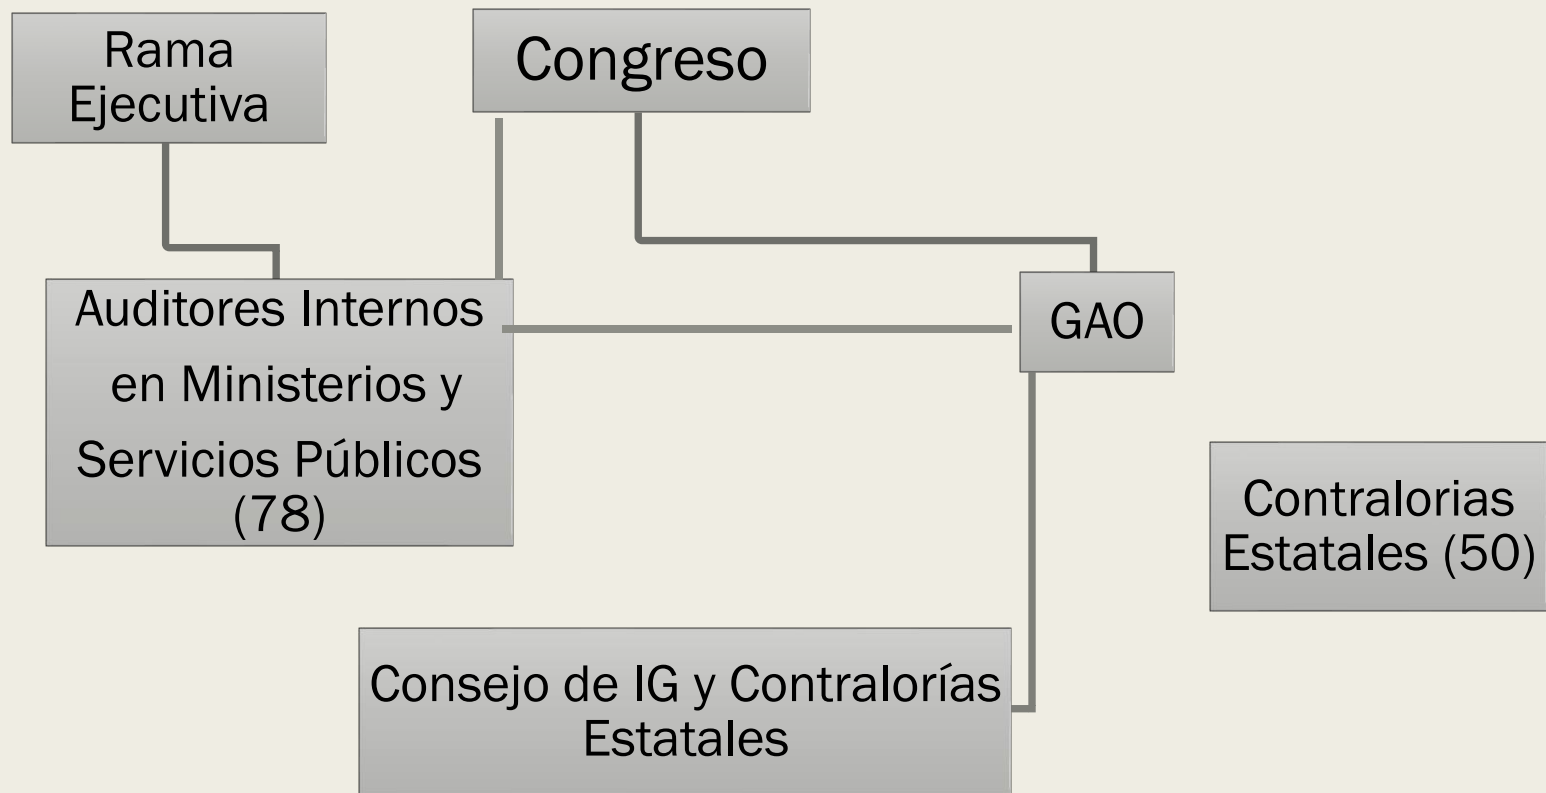 Rama
Ejecutiva
Congreso
Auditores Internos
en Ministerios y
Servicios Públicos
(78)
GAO
Contralorias
Estatales (50)
Consejo de IG y Contralorías
Estatales